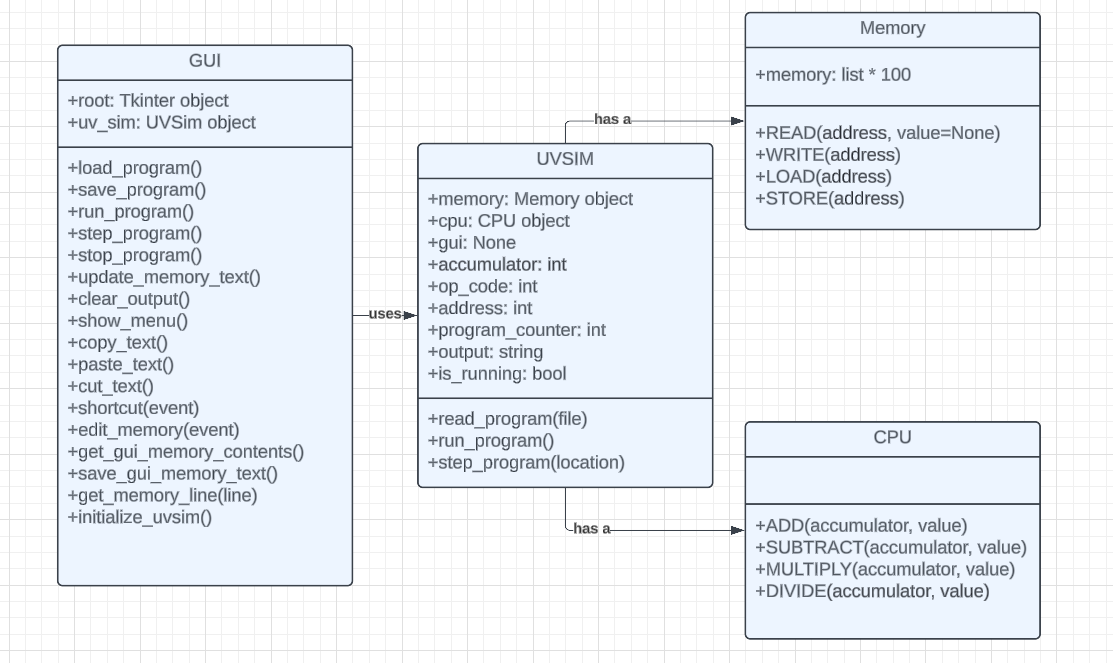 GUI
+root: Tkinter object
+uv_sim: UVSim object
+load_program()
+save_program()
+run_program()
+step_program()
+stop_program()
+update_memory_text()
+clear_output()
+show_menu()
+copy_text()
+paste_text()
+cut_text()
+shortcut(event)
+edit_memory(event)
+get_gui_memory_contents()
+save_gui_memory_text()
+get_memory_line(line)
+initialize_uvsim()
uses
UVSIM
+memory: Memory object
+cpu: CPU object
+gui: None
+accumulator: int
+op_code: int
+address: int
+program_counter: int
+output: string
+is_running: bool
+read_program(file)
+run_program()
+step_program(location)
has a
Memory
+memory: list * 100
+READ(address, value=None)
+WRITE(address)
+LOAD(address)
+STORE(address)
has a
CPU
+ADD(accumulator, value)
+SUBTRACT(accumulator, value)
+MULTIPLY(accumulator, value)
+DIVIDE(accumulator, value)